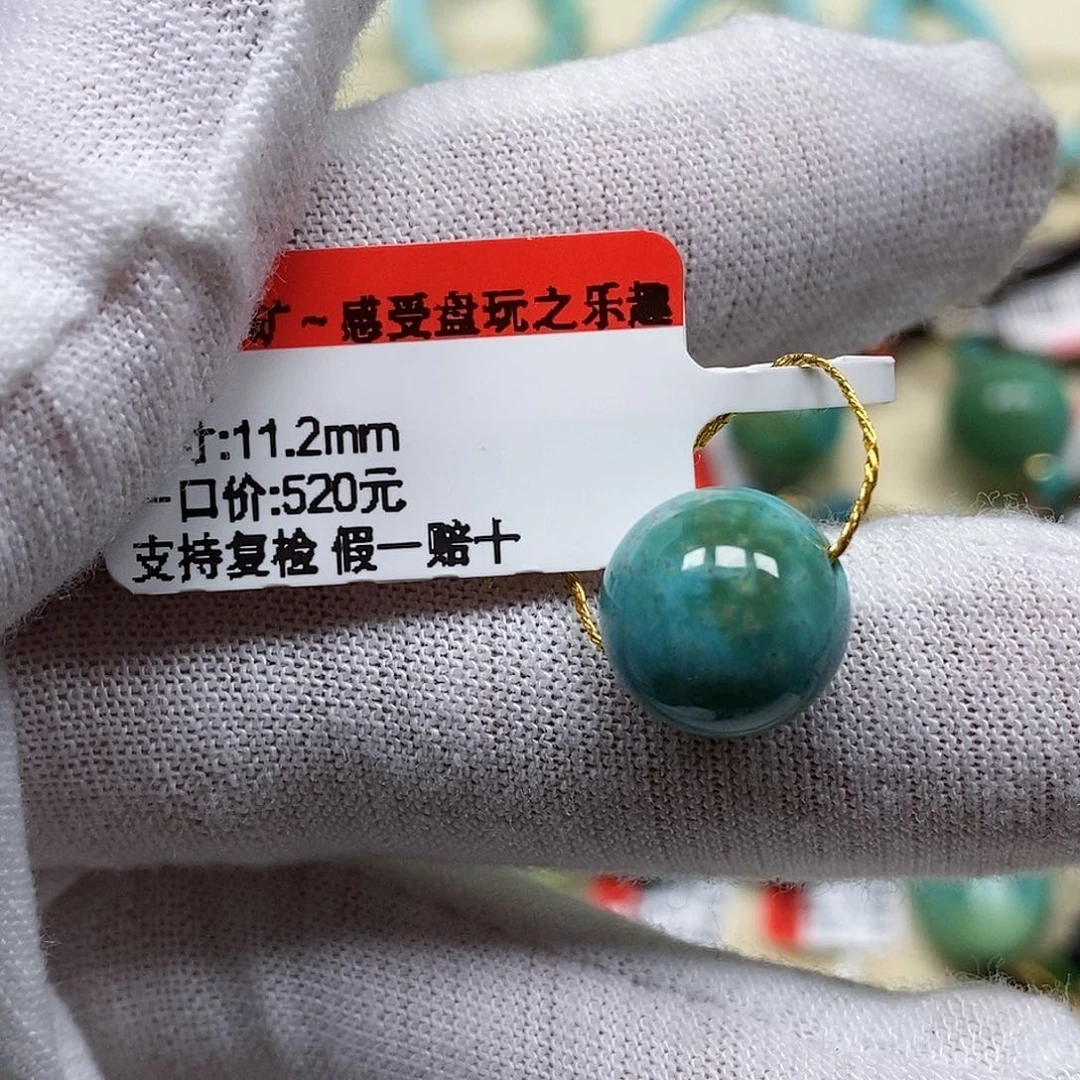 ~感受盘玩之乐趣
:11.2mm
一口价:520元
支持复检 假一赔十